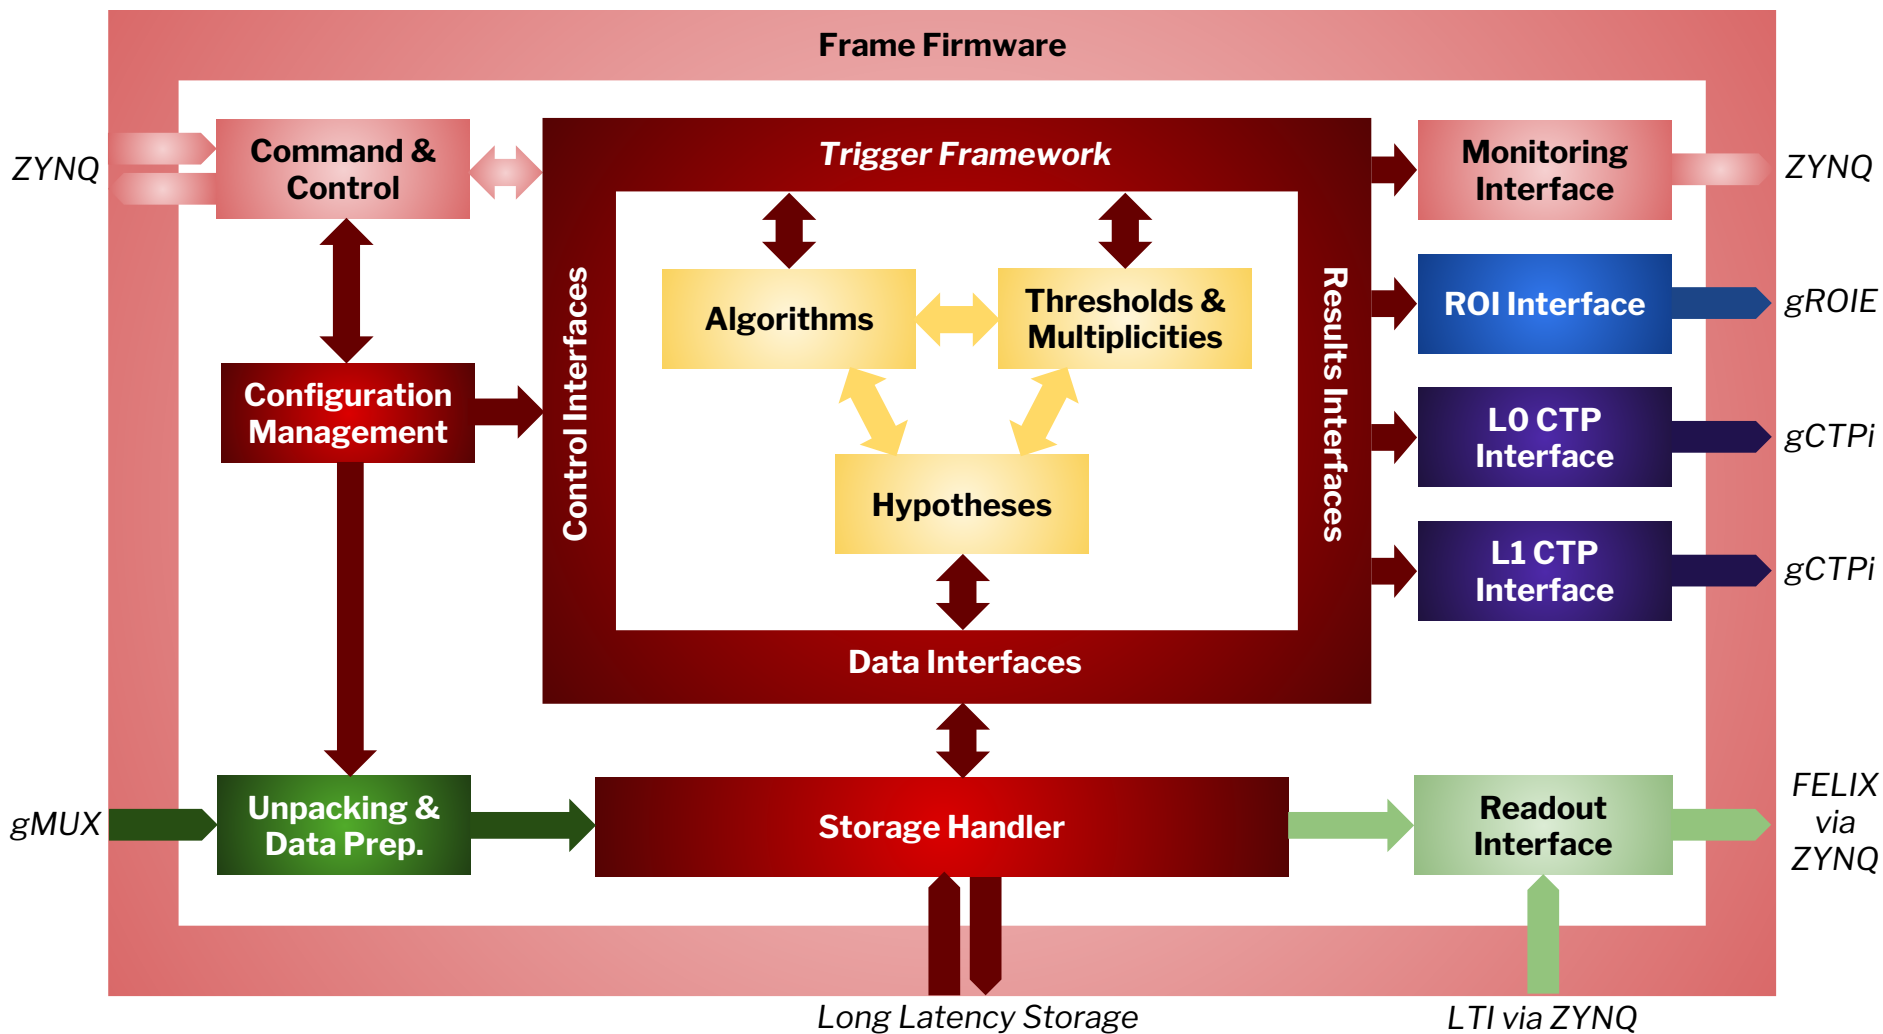 Frame Firmware
ZYNQ
Command &
Control
Trigger Framework
Monitoring
Interface
ZYNQ
Control Interfaces
Results Interfaces
Algorithms
Thresholds &
Multiplicities
ROI Interface
gROIE
Configuration
Management
L0 CTP
Interface
gCTPi
Hypotheses
L1 CTP
Interface
gCTPi
Data Interfaces
gMUX
Unpacking &
Data Prep.
Storage Handler
Readout
Interface
FELIX
via
ZYNQ
Long Latency Storage
LTI via ZYNQ